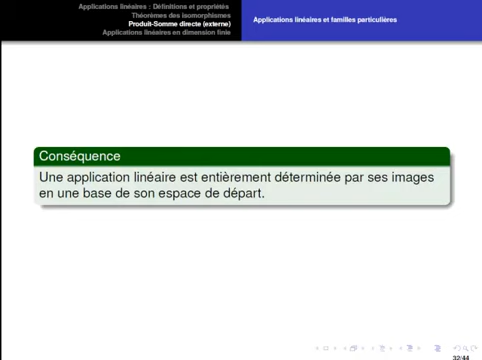 Applications linéaires : Définitions et propriétés
Théorèmes des isomorphismes
Produit-Somme directe (externe)
Applications linéaires en dimension finie
Applications linéaires et familles particulières
Conséquence
Une application linéaire est entièrement déterminée par ses images
en une base de son espace de départ.
32/44